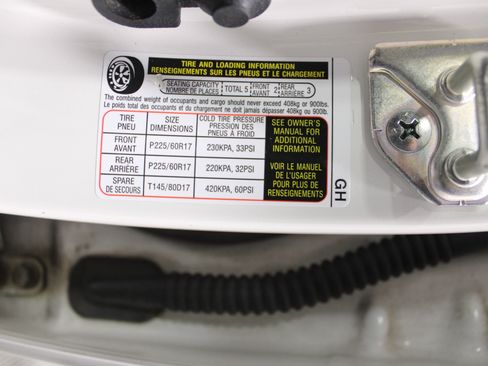 TIRE AND LOADING INFORMATION
RENSEIGNEMENTS SUR LES PNEUS ET LE CHARGEMENT
SEATING CAPACITY
NOMBRE DE PLACES
TOTAL 5
FRONT
AVANT 2
REAR
ARRIÈRE 3
The combined weight of occupants and cargo should never exceed 408kg or 900lbs.
Le poids total des occupants et du chargement ne doit jamais dépasser 408kg ou 900lb.
TIRE
PNEU
SIZE
DIMENSIONS
COLD TIRE PRESSURE
PRESSION DES
PNEUS À FROID
FRONT
AVANT
P225/60R17
230KPA, 33PSI
REAR
ARRIÈRE
P225/60R17
220KPA, 32PSI
SPARE
DE SECOURS
T145/80D17
420KPA, 60PSI
SEE OWNER'S
MANUAL FOR
ADDITIONAL
INFORMATION
VOIR LE MANUEL
DE L'USAGER
POUR PLUS DE
RENSEIGNEMENTS
GH